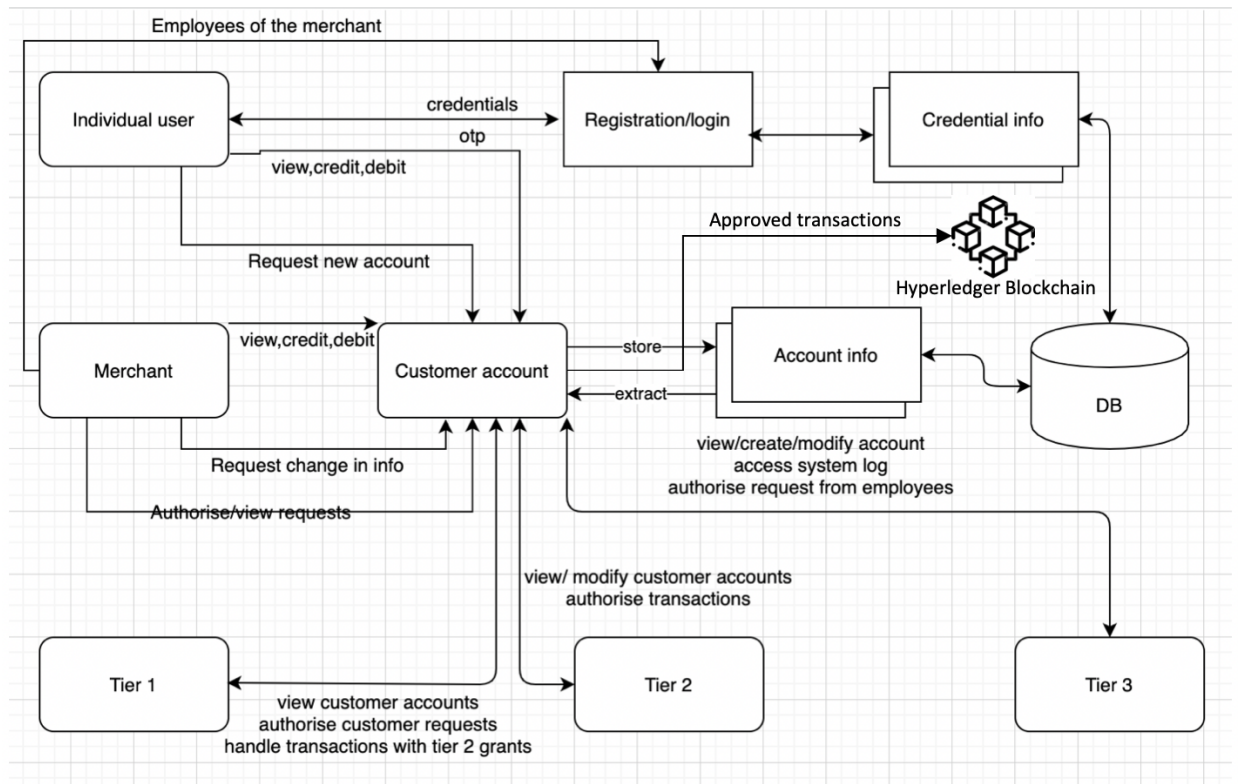 Employees of the merchant
Individual user
credentials
otp
view,credit,debit
Registration/login
Credential info
Approved transactions
Hyperledger Blockchain
Request new account
Merchant
view,credit,debit
Customer account
store
extract
Account info
DB
Request change in info
Authorise/view requests
view/create/modify account
access system log
authorise request from employees
view/ modify customer accounts
authorise transactions
Tier 1
view customer accounts
authorise customer requests
handle transactions with tier 2 grants
Tier 2
Tier 3